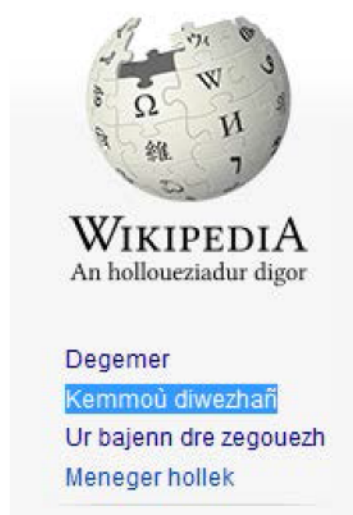 WIKIPEDIA
An holloueziadur digor
Degemer
Kemmoù diwezhañ
Ur bajenn dre zegouezh
Meneger hollek